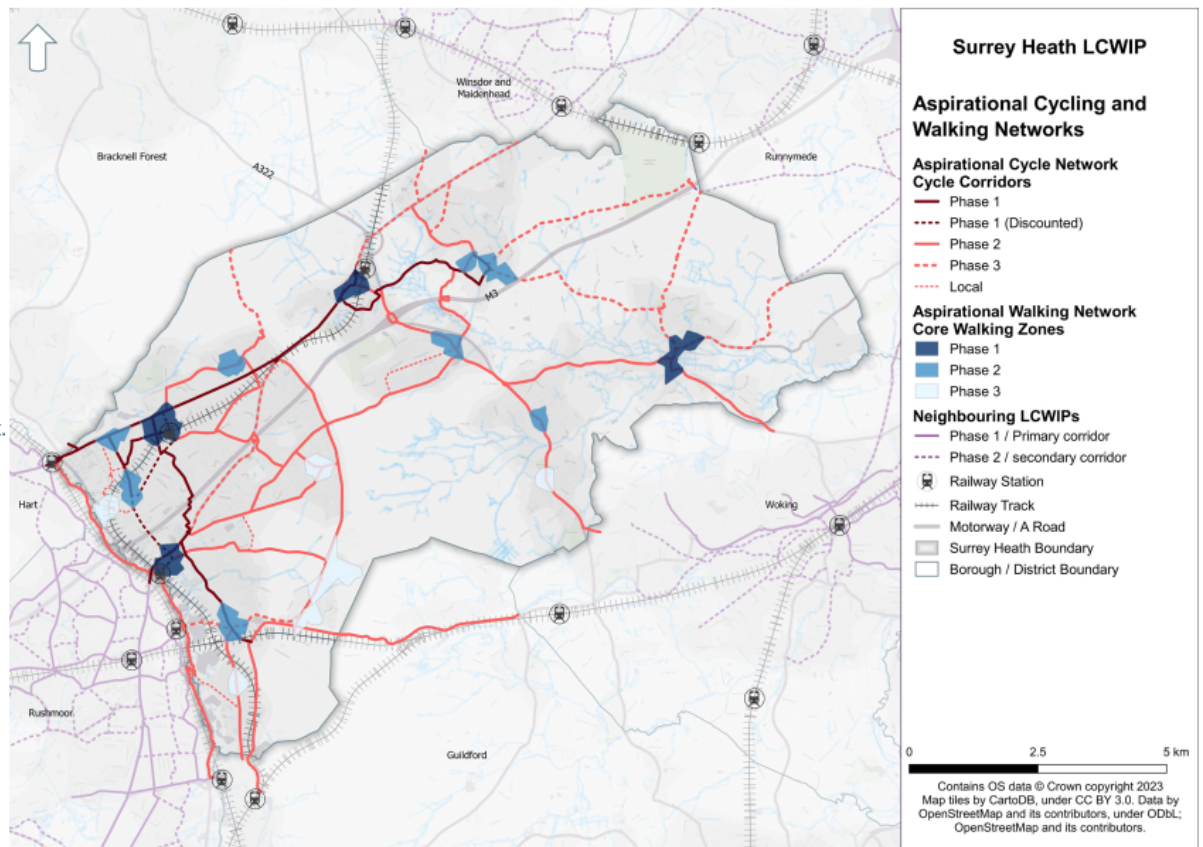 Winsdor and
Maidenhead
Bracknell Forest
A322
Runnymede
M3
Hart
Woking
Rushmoor
Guildford
Surrey Heath LCWIP
Aspirational Cycling and
Walking Networks
Aspirational Cycle Network
Cycle Corridors
Phase 1
Phase 1 (Discounted)
Phase 2
Phase 3
Local
Aspirational Walking Network
Core Walking Zones
Phase 1
Phase 2
Phase 3
Neighbouring LCWIPs
Phase 1 / Primary corridor
Phase 2 / secondary corridor
Railway Station
Railway Track
Motorway / A Road
Surrey Heath Boundary
Borough / District Boundary
0 2.5 5 km
Contains OS data © Crown copyright 2023
Map tiles by CartoDB, under CC BY 3.0. Data by
OpenStreetMap and its contributors, under ODbL;
OpenStreetMap and its contributors.